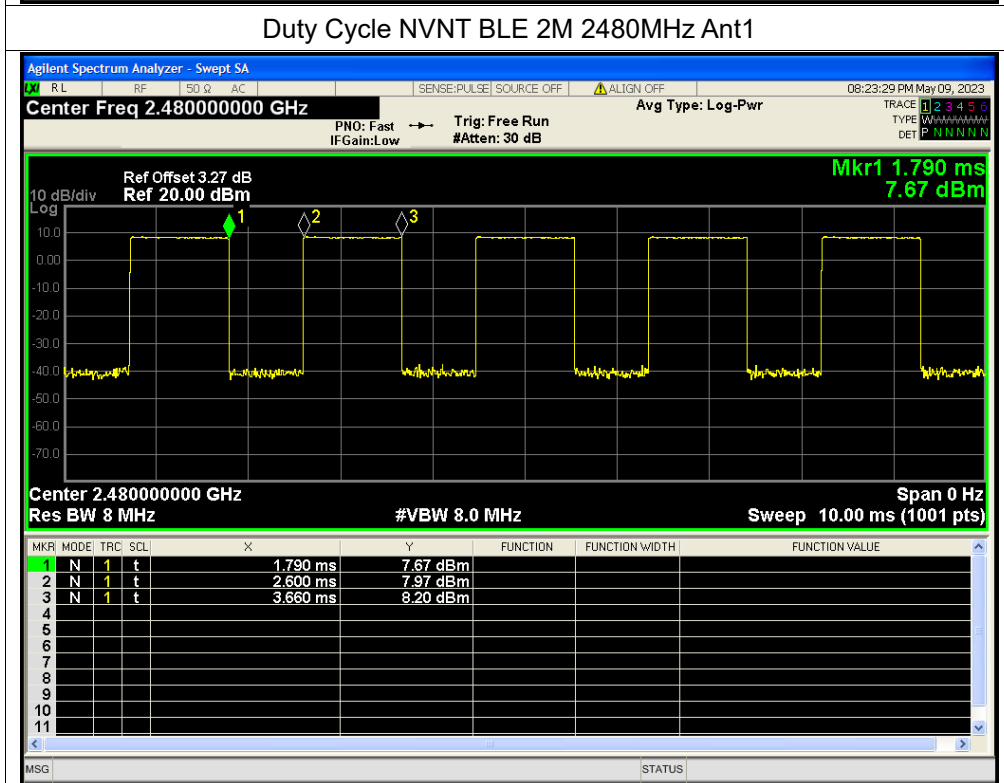 Duty Cycle NVNT BLE 2M 2480MHz Ant1
Agilent Spectrum Analyzer - Swept SA
LXI RL RF 50 Ω AC SENSE:PULSE SOURCE OFF ALIGN OFF 08:23:29 PM May 09, 2023
Center Freq 2.480000000 GHz Avg Type: Log-Pwr TRACE 1 2 3 4 5 6
PNO: Fast Trig: Free Run TYPE WWWWWW
IFGain:Low #Atten: 30 dB DET P N N N N N
Mkr1 1.790 ms
Ref Offset 3.27 dB
10 dB/div Ref 20.00 dBm 7.67 dBm
Log
1 2 3
10.0
0.00
-10.0
-20.0
-30.0
-40.0
-50.0
-60.0
-70.0
Center 2.480000000 GHz Span 0 Hz
Res BW 8 MHz #VBW 8.0 MHz Sweep 10.00 ms (1001 pts)
MKR MODE TRC SCL X Y FUNCTION FUNCTION WIDTH FUNCTION VALUE
1 N 1 t 1.790 ms 7.67 dBm
2 N 1 t 2.600 ms 7.97 dBm
3 N 1 t 3.660 ms 8.20 dBm
4
5
6
7
8
9
10
11
MSG STATUS